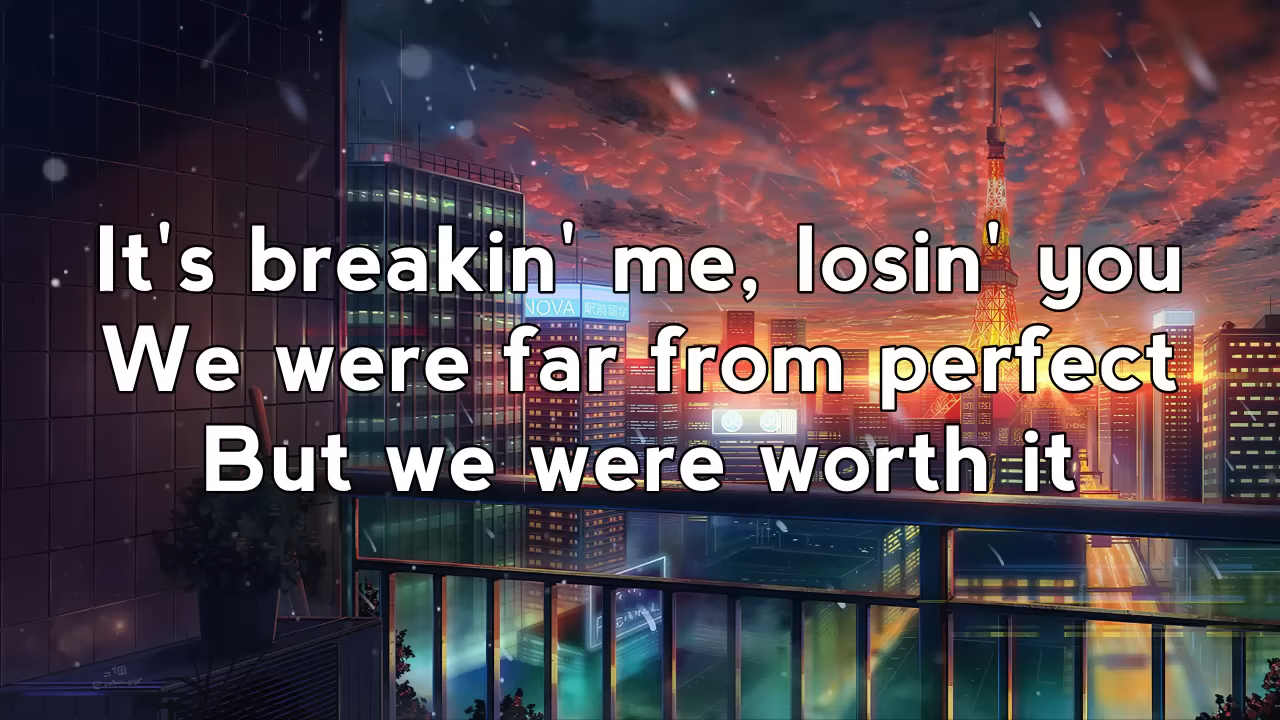 It's breakin' me, losin' you
NOVA
We were far from perfect
But we were worth it